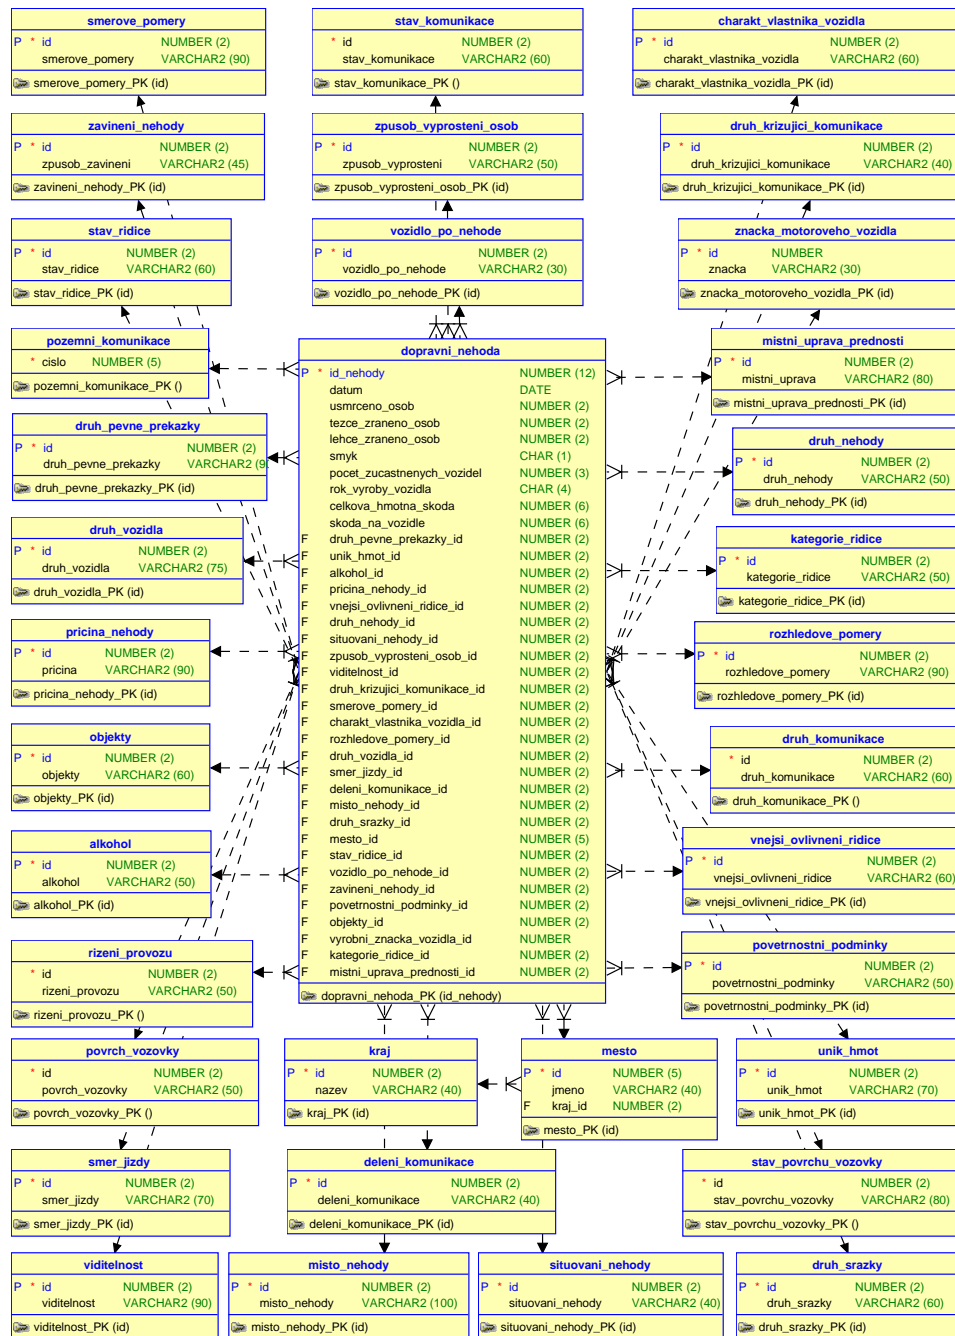 smerove_pomery
P * id NUMBER (2)
smerove_pomery VARCHAR2 (90)
smerove_pomery_PK (id)
stav_komunikace
* id NUMBER (2)
stav_komunikace VARCHAR2 (60)
stav_komunikace_PK ()
charakt_vlastnika_vozidla
P * id NUMBER (2)
charakt_vlastnika_vozidla VARCHAR2 (60)
charakt_vlastnika_vozidla_PK (id)
zavineni_nehody
P * id NUMBER (2)
zpusob_zavineni VARCHAR2 (45)
zavineni_nehody_PK (id)
zpusob_vyprosteni_osob
P * id NUMBER (2)
zpusob_vyprosteni VARCHAR2 (50)
zpusob_vyprosteni_osob_PK (id)
druh_krizujici_komunikace
P * id NUMBER (2)
druh_krizujici_komunikace VARCHAR2 (40)
druh_krizujici_komunikace_PK (id)
stav_ridice
P * id NUMBER (2)
stav_ridice VARCHAR2 (60)
stav_ridice_PK (id)
vozidlo_po_nehode
P * id NUMBER (2)
vozidlo_po_nehode VARCHAR2 (30)
vozidlo_po_nehode_PK (id)
znacka_motoroveho_vozidla
P * id NUMBER
znacka VARCHAR2 (30)
znacka_motoroveho_vozidla_PK (id)
pozemni_komunikace
* cislo NUMBER (5)
pozemni_komunikace_PK ()
mistni_uprava_prednosti
P * id NUMBER (2)
mistni_uprava VARCHAR2 (80)
mistni_uprava_prednosti_PK (id)
druh_pevne_prekazky
P * id NUMBER (2)
druh_pevne_prekazky VARCHAR2 (9
druh_pevne_prekazky_PK (id)
druh_nehody
P * id NUMBER (2)
druh_nehody VARCHAR2 (50)
druh_nehody_PK (id)
druh_vozidla
P * id NUMBER (2)
druh_vozidla VARCHAR2 (75)
druh_vozidla_PK (id)
kategorie_ridice
P * id NUMBER (2)
kategorie_ridice VARCHAR2 (50)
kategorie_ridice_PK (id)
pricina_nehody
P * id NUMBER (2)
pricina VARCHAR2 (90)
pricina_nehody_PK (id)
rozhledove_pomery
P * id NUMBER (2)
rozhledove_pomery VARCHAR2 (90)
rozhledove_pomery_PK (id)
objekty
P * id NUMBER (2)
objekty VARCHAR2 (60)
objekty_PK (id)
druh_komunikace
* id NUMBER (2)
druh_komunikace VARCHAR2 (60)
druh_komunikace_PK ()
alkohol
P * id NUMBER (2)
alkohol VARCHAR2 (50)
alkohol_PK (id)
vnejsi_ovlivneni_ridice
P * id NUMBER (2)
vnejsi_ovlivneni_ridice VARCHAR2 (60)
vnejsi_ovlivneni_ridice_PK (id)
rizeni_provozu
* id NUMBER (2)
rizeni_provozu VARCHAR2 (50)
rizeni_provozu_PK ()
povetrnostni_podminky
P * id NUMBER (2)
povetrnostni_podminky VARCHAR2 (50)
povetrnostni_podminky_PK (id)
dopravni_nehoda
P * id_nehody NUMBER (12)
datum DATE
usmrceno_osob NUMBER (2)
tezce_zraneno_osob NUMBER (2)
lehce_zraneno_osob NUMBER (2)
smyk CHAR (1)
pocet_zucastnenych_vozidel NUMBER (3)
rok_vyroby_vozidla CHAR (4)
celkova_hmotna_skoda NUMBER (6)
skoda_na_vozidle NUMBER (6)
F druh_pevne_prekazky_id NUMBER (2)
F unik_hmot_id NUMBER (2)
F alkohol_id NUMBER (2)
F pricina_nehody_id NUMBER (2)
F vnejsi_ovlivneni_ridice_id NUMBER (2)
F druh_nehody_id NUMBER (2)
F situovani_nehody_id NUMBER (2)
F zpusob_vyprosteni_osob_id NUMBER (2)
F viditelnost_id NUMBER (2)
F druh_krizujici_komunikace_id NUMBER (2)
F smerove_pomery_id NUMBER (2)
F charakt_vlastnika_vozidla_id NUMBER (2)
F rozhledove_pomery_id NUMBER (2)
F druh_vozidla_id NUMBER (2)
F smer_jizdy_id NUMBER (2)
F deleni_komunikace_id NUMBER (2)
F misto_nehody_id NUMBER (2)
F druh_srazky_id NUMBER (2)
F mesto_id NUMBER (5)
F stav_ridice_id NUMBER (2)
F vozidlo_po_nehode_id NUMBER (2)
F zavineni_nehody_id NUMBER (2)
F povetrnostni_podminky_id NUMBER (2)
F objekty_id NUMBER (2)
F vyrobni_znacka_vozidla_id NUMBER
F kategorie_ridice_id NUMBER (2)
F mistni_uprava_prednosti_id NUMBER (2)
dopravni_nehoda_PK (id_nehody)
povrch_vozovky
* id NUMBER (2)
povrch_vozovky VARCHAR2 (50)
povrch_vozovky_PK ()
kraj
P * id NUMBER (2)
nazev VARCHAR2 (40)
kraj_PK (id)
mesto
P * id NUMBER (5)
jmeno VARCHAR2 (40)
F kraj_id NUMBER (2)
mesto_PK (id)
unik_hmot
P * id NUMBER (2)
unik_hmot VARCHAR2 (70)
unik_hmot_PK (id)
smer_jizdy
P * id NUMBER (2)
smer_jizdy VARCHAR2 (70)
smer_jizdy_PK (id)
deleni_komunikace
P * id NUMBER (2)
deleni_komunikace VARCHAR2 (40)
deleni_komunikace_PK (id)
stav_povrchu_vozovky
* id NUMBER (2)
stav_povrchu_vozovky VARCHAR2 (80)
stav_povrchu_vozovky_PK ()
viditelnost
P * id NUMBER (2)
viditelnost VARCHAR2 (90)
viditelnost_PK (id)
misto_nehody
P * id NUMBER (2)
misto_nehody VARCHAR2 (100)
misto_nehody_PK (id)
situovani_nehody
P * id NUMBER (2)
situovani_nehody VARCHAR2 (40)
situovani_nehody_PK (id)
druh_srazky
P * id NUMBER (2)
druh_srazky VARCHAR2 (60)
druh_srazky_PK (id)